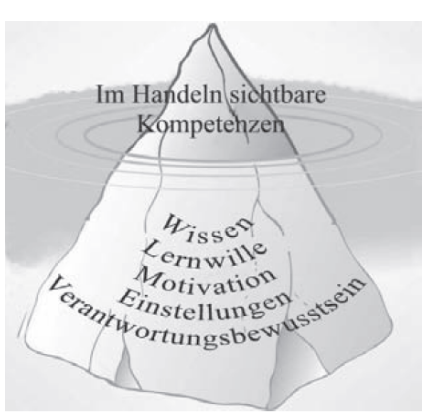 Im Handeln sichtbare
Kompetehzen
Wissen
Lernwille
Motivation
Einstellungen
Verantwortungsbewusstsein